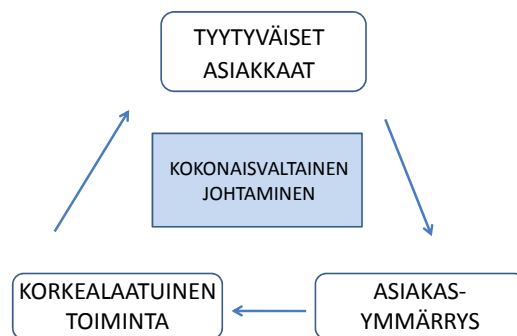 TYYTYVÄISET
ASIAKKAAT
KOKONAISVALTAINEN
JOHTAMINEN
KORKEALAATUINEN
TOIMINTA
ASIAKAS-
YMMÄRRYS